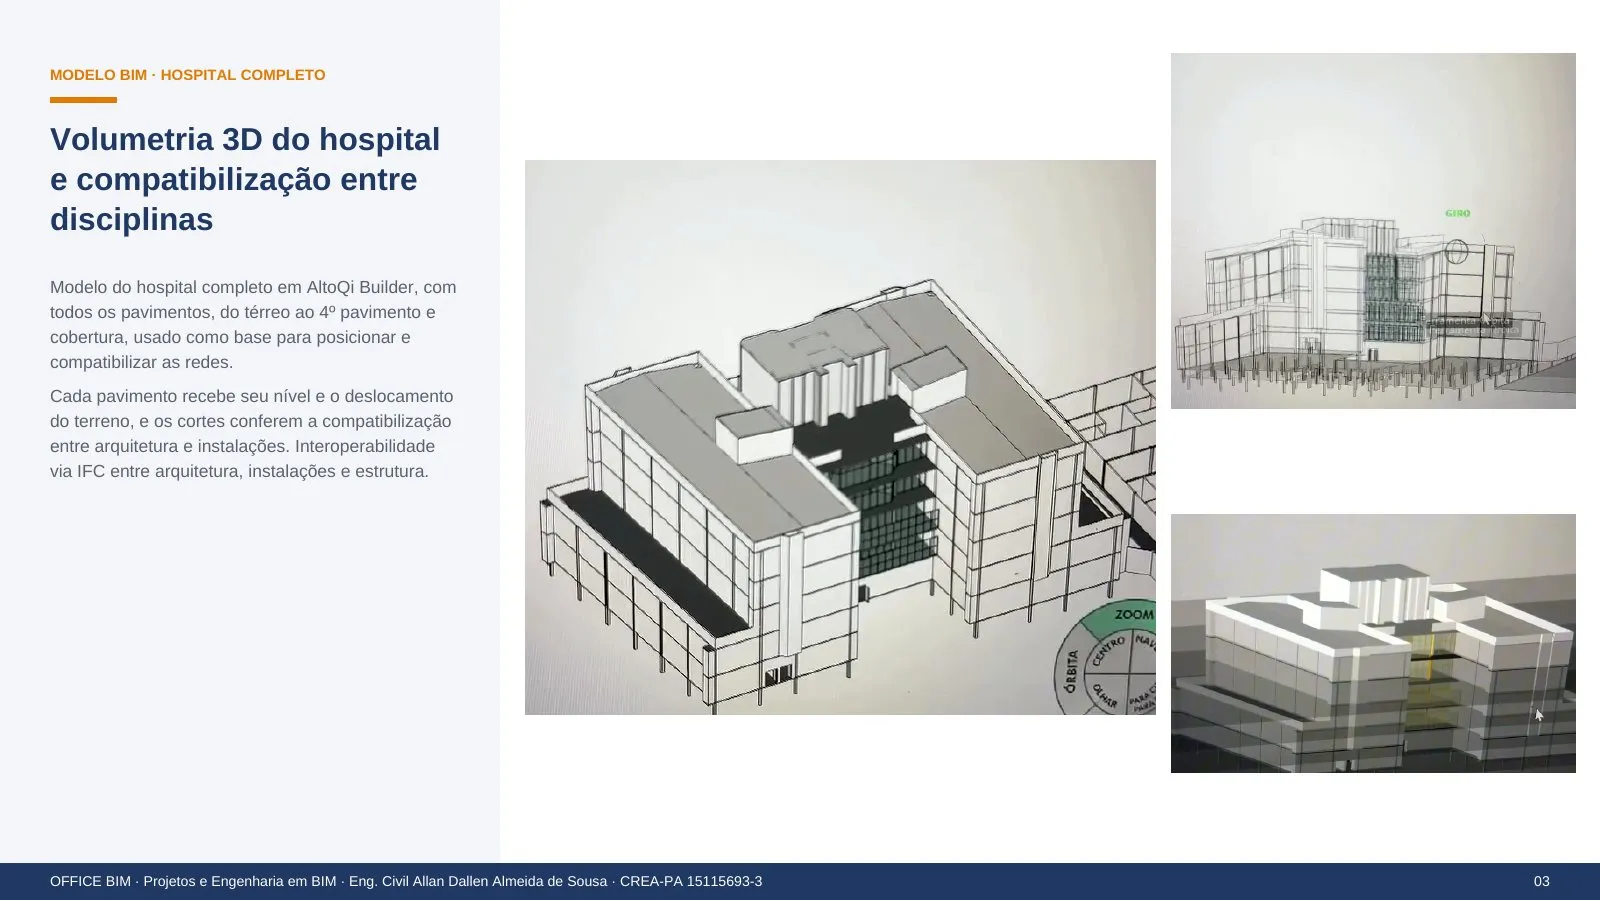 MODELO BIM · HOSPITAL COMPLETO
Volumetria 3D do hospital
e compatibilização entre
disciplinas
Modelo do hospital completo em AltoQi Builder, com
todos os pavimentos, do térreo ao 4º pavimento e
cobertura, usado como base para posicionar e
compatibilizar as redes.
Cada pavimento recebe seu nível e o deslocamento
do terreno, e os cortes conferem a compatibilização
entre arquitetura e instalações. Interoperabilidade
via IFC entre arquitetura, instalações e estrutura.
GIRO
ZOOM
CENTRO
ÓRBITA
OLHAR
OFFICE BIM · Projetos e Engenharia em BIM · Eng. Civil Allan Dallen Almeida de Sousa · CREA-PA 15115693-3
03